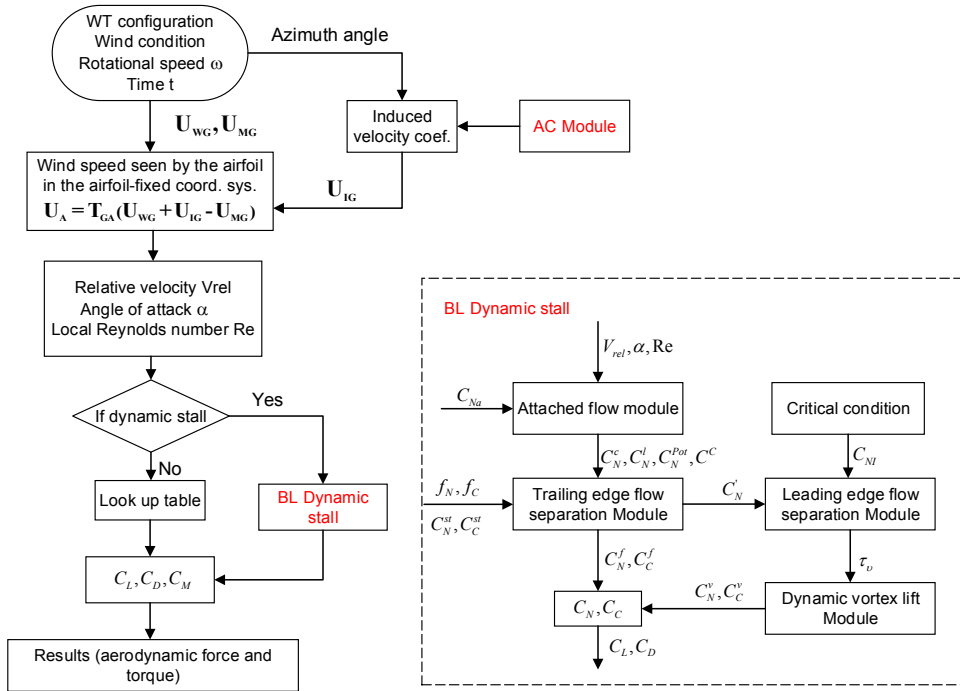 WT configuration
Wind condition
Rotational speed ω
Time t
Azimuth angle
U_WG, U_MG
Induced
velocity coef.
AC Module
Wind speed seen by the airfoil
in the airfoil-fixed coord. sys.
U_A = T_GA(U_WG + U_IG - U_MG)
U_IG
Relative velocity Vrel
Angle of attack α
Local Reynolds number Re
If dynamic stall
Yes
No
Look up table
BL Dynamic
stall
C_L, C_D, C_M
Results (aerodynamic force and
torque)
BL Dynamic stall
V_rel, α, Re
C_Na
Attached flow module
Critical condition
C_N^c, C_N^l, C_N^Pot, C^C
C_NI
f_N, f_C
C_N^st, C_C^st
Trailing edge flow
separation Module
C_N^'
Leading edge flow
separation Module
C_N^f, C_C^f
τ_υ
C_N, C_C
C_N^v, C_C^v
Dynamic vortex lift
Module
C_L, C_D